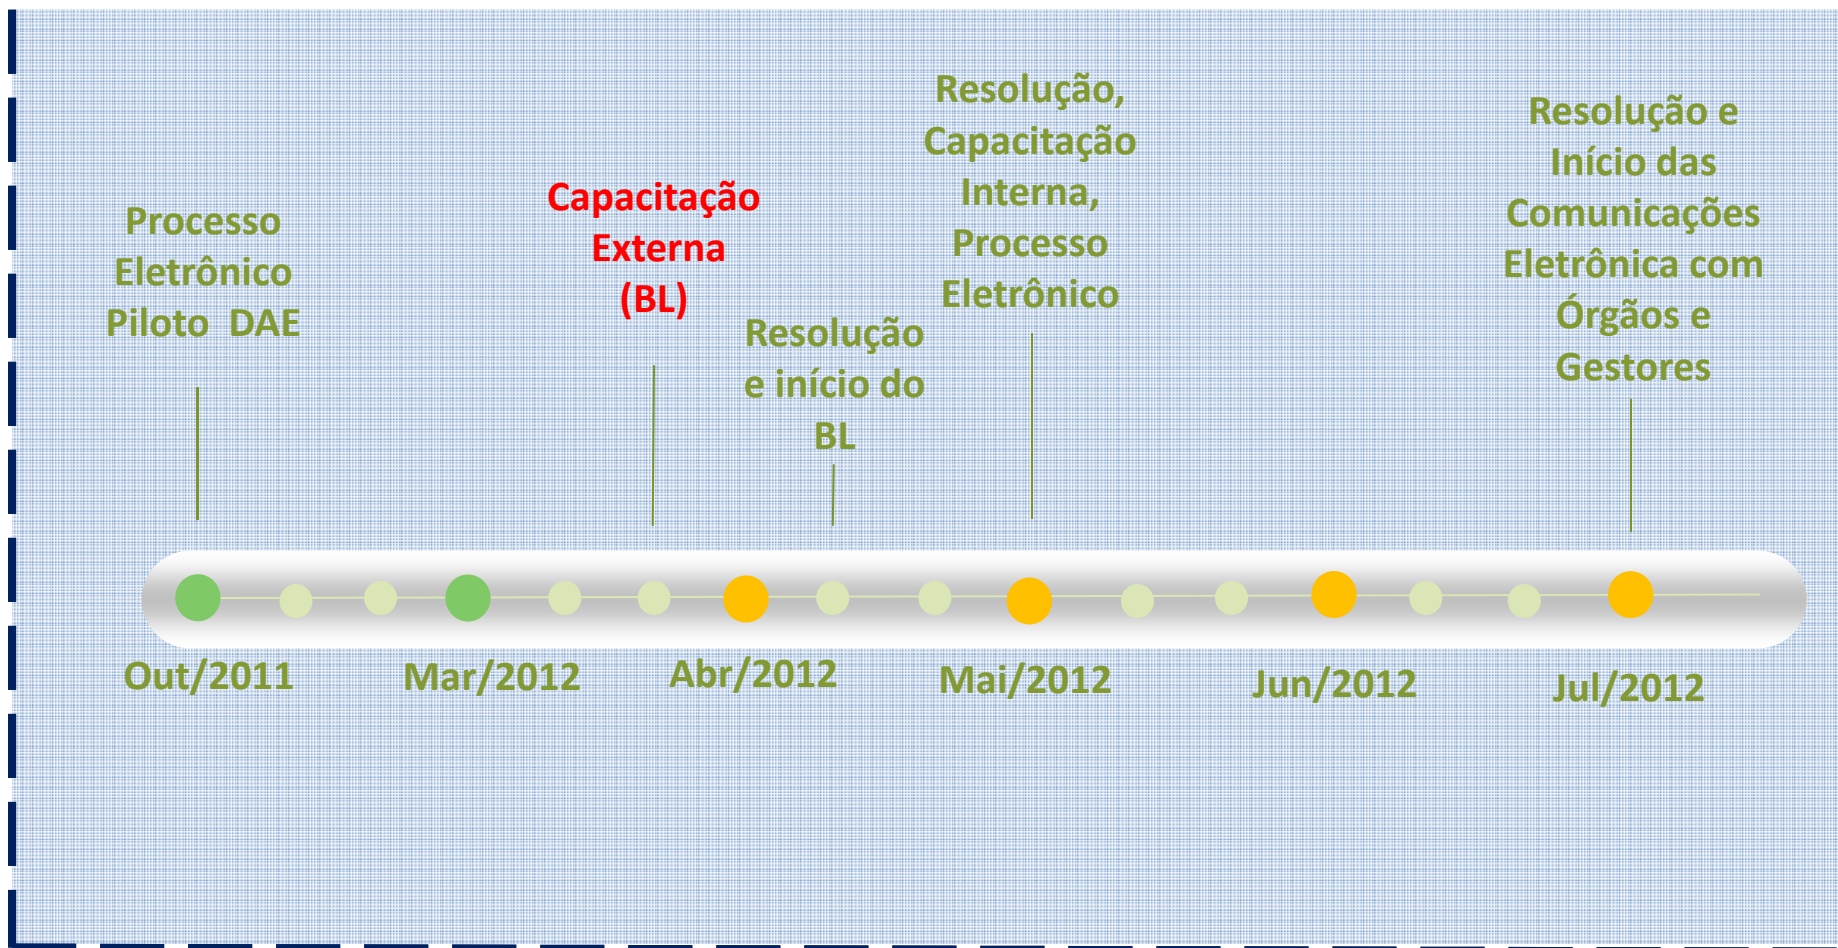 Processo
Eletrônico
Piloto DAE
Capacitação
Externa
(BL)
Resolução
e início do
BL
Resolução,
Capacitação
Interna,
Processo
Eletrônico
Resolução e
Início das
Comunicações
Eletrônica com
Órgãos e
Gestores
Out/2011
Mar/2012
Abr/2012
Mai/2012
Jun/2012
Jul/2012